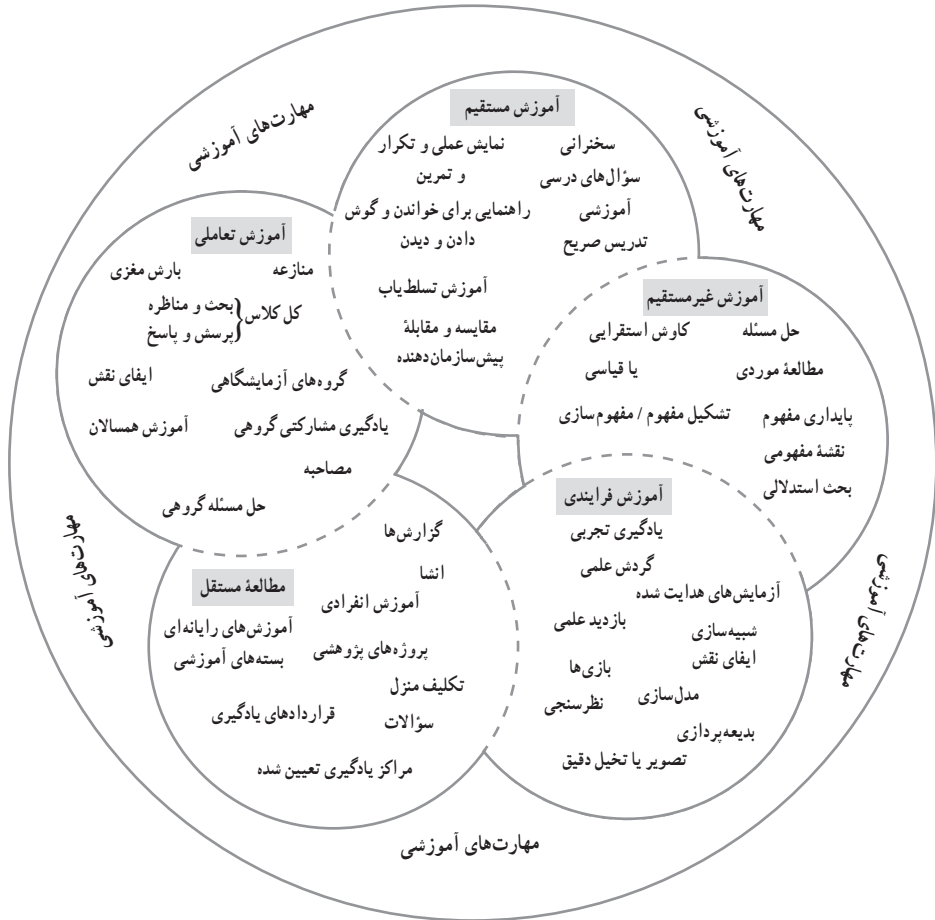 مهارت‌های آموزشی
مهارت‌های آموزشی
آموزش مستقیم
سخنرانی
سؤال‌های درسی
آموزشی
تدریس صریح
نمایش عملی و تکرار
و تمرین
راهنمایی برای خواندن و گوش
دادن و دیدن
آموزش تسلط‌یاب
مقایسه و مقابلهٔ
پیش‌سازمان‌دهنده
آموزش غیرمستقیم
حل مسئله
کاوش استقرایی
یا قیاسی
مطالعهٔ موردی
پایداری مفهوم
تشکیل مفهوم / مفهوم‌سازی
نقشهٔ مفهومی
بحث استدلالی
آموزش تعاملی
منازعه
بارش مغزی
کل کلاس
بحث و مناظره
پرسش و پاسخ
گروه‌های آزمایشگاهی
ایفای نقش
یادگیری مشارکتی گروهی
آموزش همسالان
مصاحبه
حل مسئله گروهی
آموزش فرایندی
یادگیری تجربی
گردش علمی
آزمایش‌های هدایت شده
شبیه‌سازی
بازدید علمی
ایفای نقش
بازی‌ها
مدل‌سازی
نظرسنجی
بدیعه‌پردازی
تصویر یا تخیل دقیق
گزارش‌ها
انشا
مطالعهٔ مستقل
آموزش انفرادی
آموزش‌های رایانه‌ای
پروژه‌های پژوهشی
بسته‌های آموزشی
تکلیف منزل
قراردادهای یادگیری
سؤالات
مراکز یادگیری تعیین شده
مهارت‌های آموزشی
مهارت‌های آموزشی
مهارت‌های آموزشی